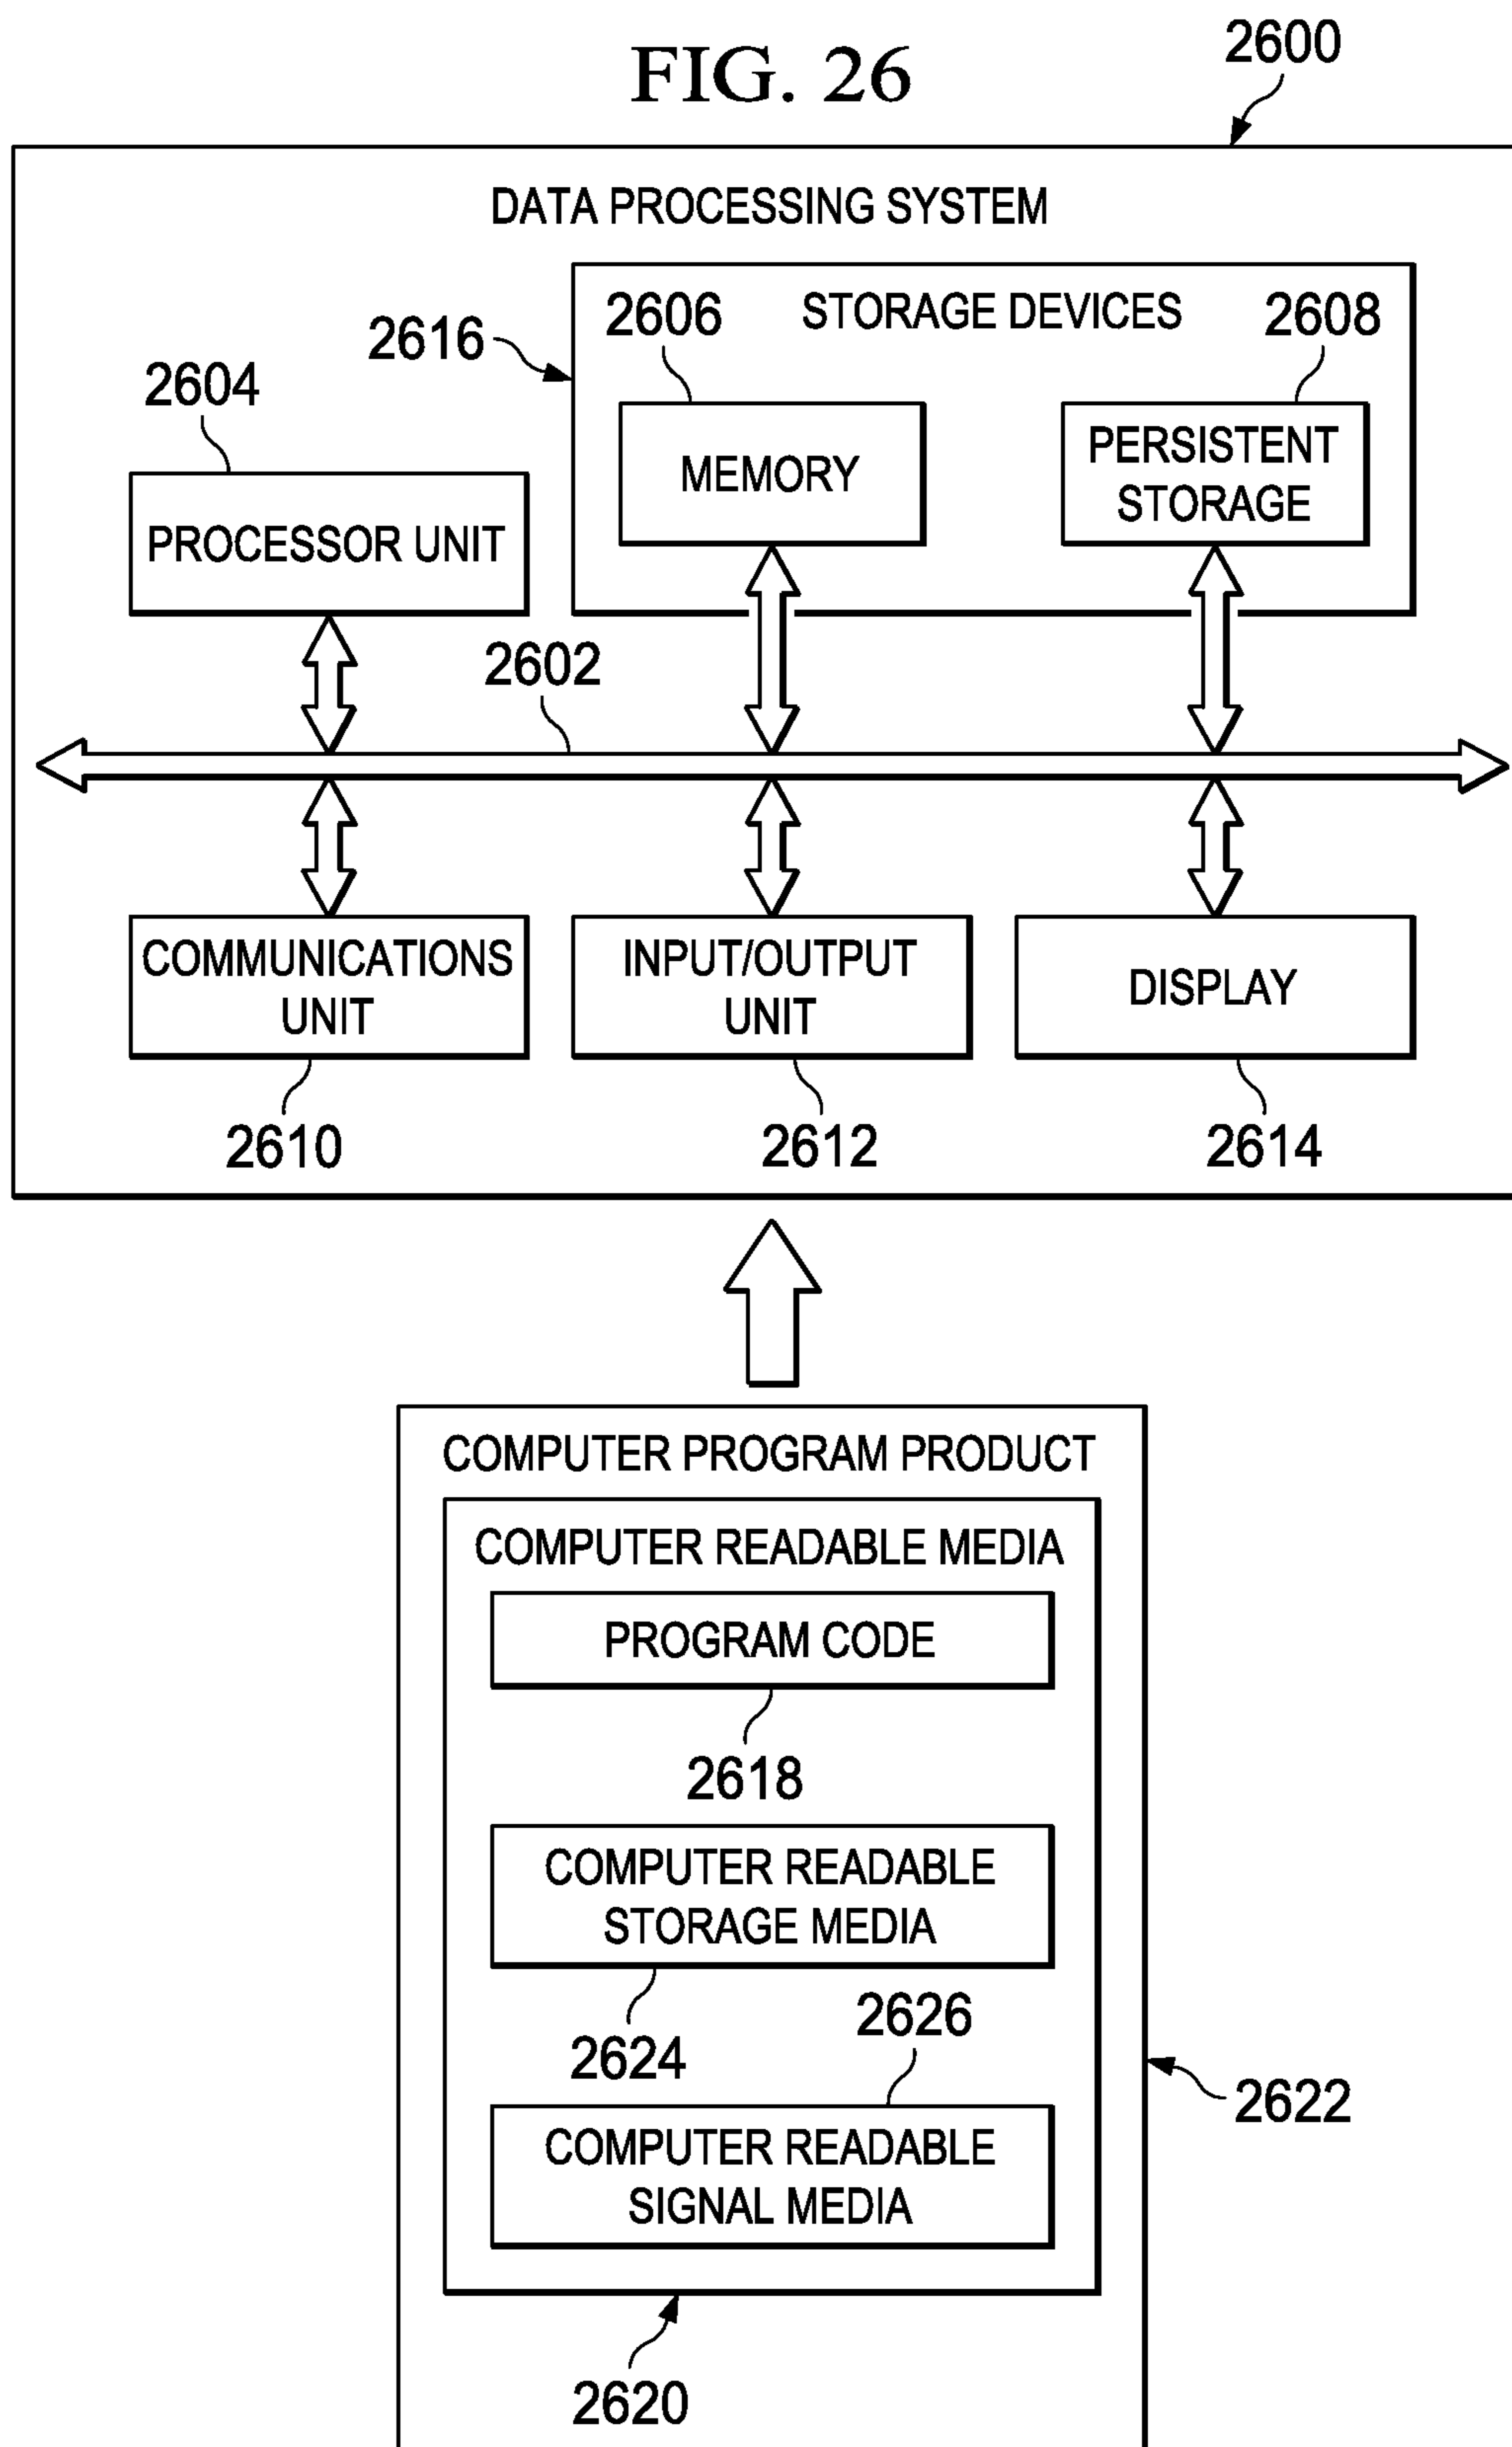 FIG. 26
2600
DATA PROCESSING SYSTEM
STORAGE DEVICES
2606
2608
2616
2604
MEMORY
PERSISTENT
STORAGE
PROCESSOR UNIT
2602
COMMUNICATIONS
UNIT
INPUT/OUTPUT
UNIT
DISPLAY
2610
2612
2614
COMPUTER PROGRAM PRODUCT
COMPUTER READABLE MEDIA
PROGRAM CODE
2618
COMPUTER READABLE
STORAGE MEDIA
2624
2626
COMPUTER READABLE
SIGNAL MEDIA
2622
2620